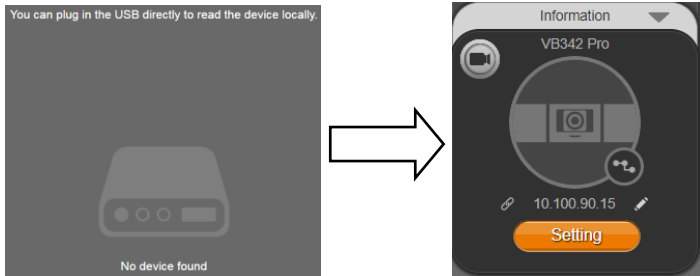 You can plug in the USB directly to read the device locally.
No device found
Information
VB342 Pro
10.100.90.15
Setting